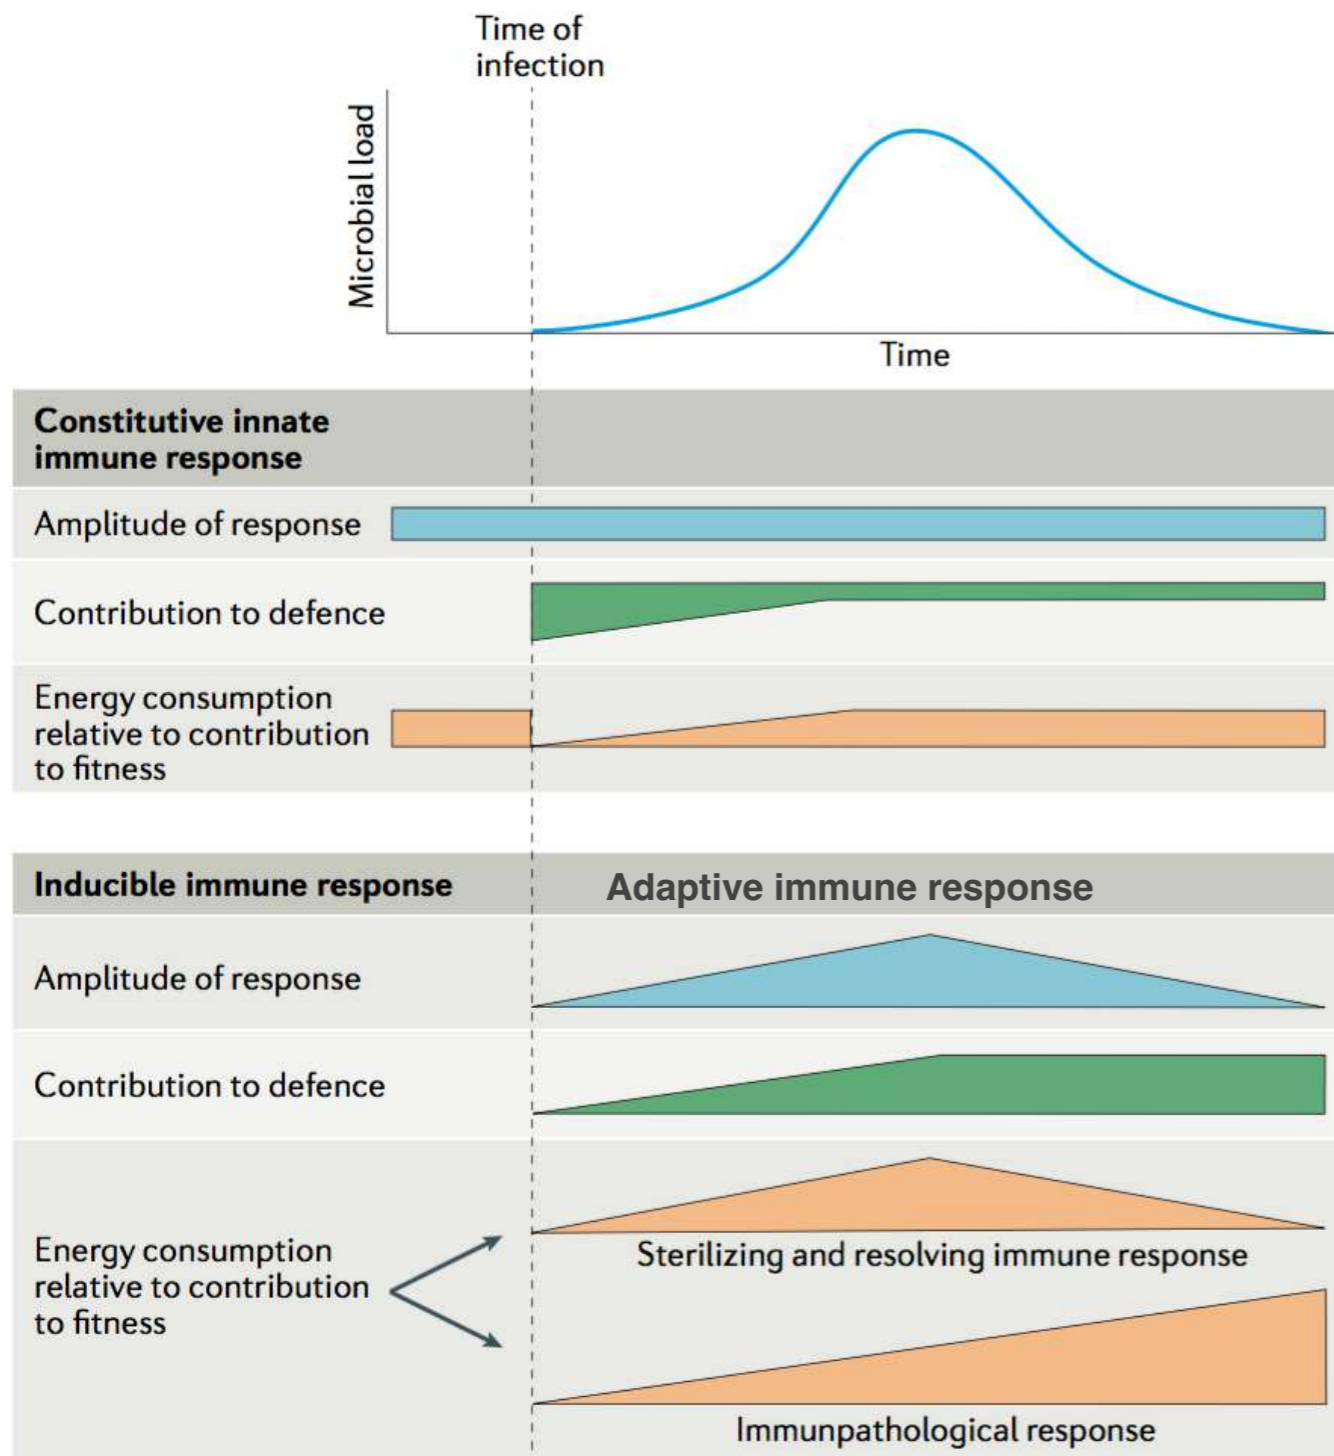 Time of
infection
Microbial load
Time
Constitutive innate
immune response
Amplitude of response
Contribution to defence
Energy consumption
relative to contribution
to fitness
Inducible immune response
Adaptive immune response
Amplitude of response
Contribution to defence
Energy consumption
relative to contribution
to fitness
Sterilizing and resolving immune response
Immunpathological response